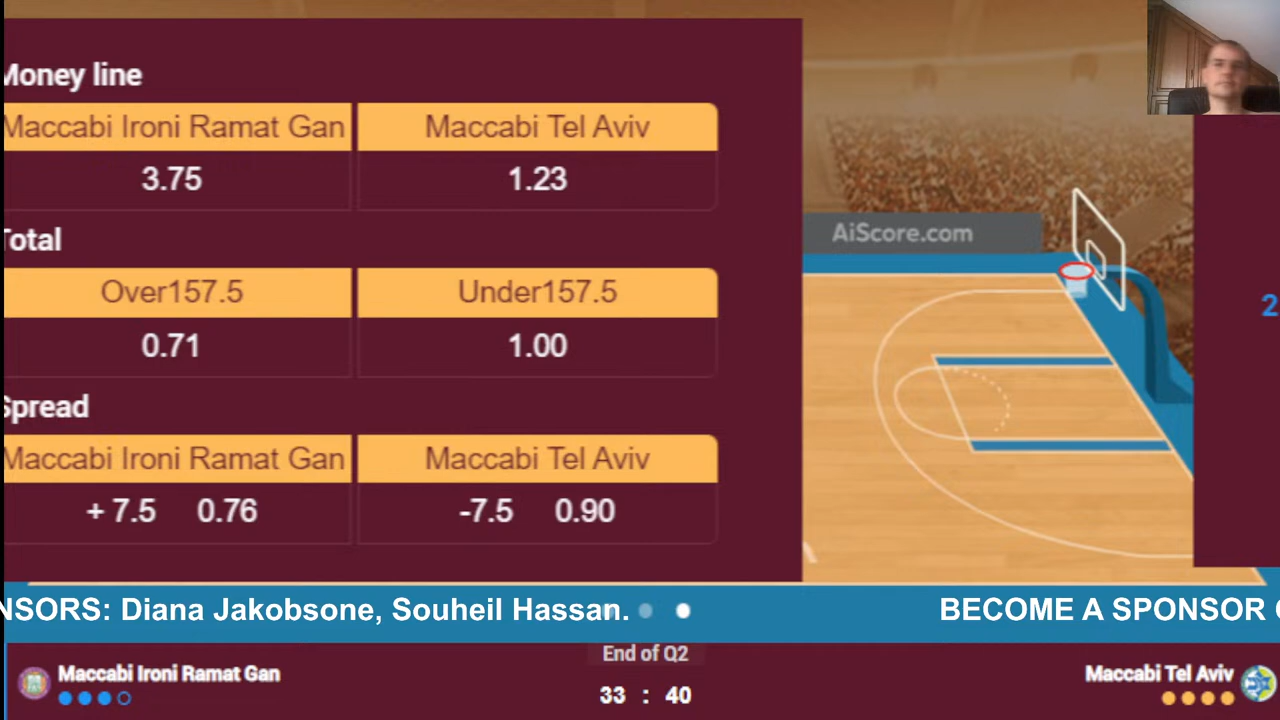 Money line
Maccabi Ironi Ramat Gan Maccabi Tel Aviv
3.75 1.23
Total
Over157.5 Under157.5
0.71 1.00
Spread
Maccabi Ironi Ramat Gan Maccabi Tel Aviv
+ 7.5 0.76 -7.5 0.90
AiScore.com
2
NSORS: Diana Jakobsone, Souheil Hassan. BECOME A SPONSOR
End of Q2
Maccabi Ironi Ramat Gan 33 : 40 Maccabi Tel Aviv